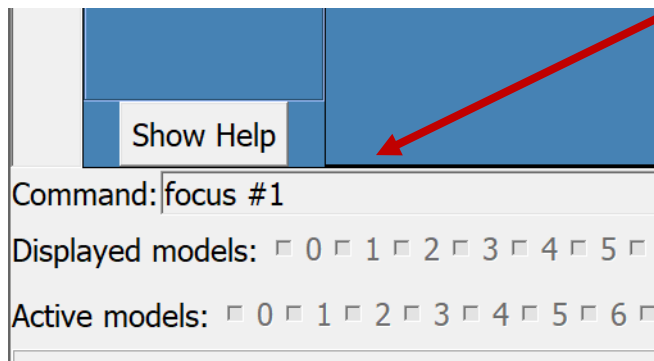 Show Help
Command: focus #1
Displayed models: 0 1 2 3 4 5
Active models: 0 1 2 3 4 5 6